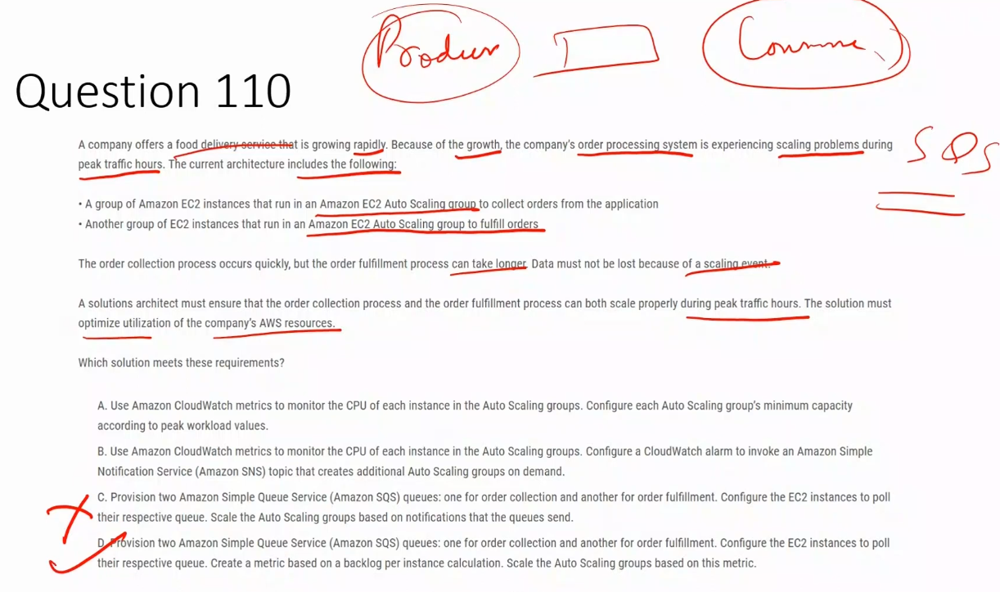 Question 110
A company offers a food delivery service that is growing rapidly. Because of the growth, the company's order processing system is experiencing scaling problems during
peak traffic hours. The current architecture includes the following:
• A group of Amazon EC2 instances that run in an Amazon EC2 Auto Scaling group to collect orders from the application
• Another group of EC2 instances that run in an Amazon EC2 Auto Scaling group to fulfill orders
SQS
The order collection process occurs quickly, but the order fulfillment process can take longer. Data must not be lost because of a scaling event.
A solutions architect must ensure that the order collection process and the order fulfillment process can both scale properly during peak traffic hours. The solution must
optimize utilization of the company's AWS resources.
Which solution meets these requirements?
A. Use Amazon CloudWatch metrics to monitor the CPU of each instance in the Auto Scaling groups. Configure each Auto Scaling group's minimum capacity
according to peak workload values.
B. Use Amazon CloudWatch metrics to monitor the CPU of each instance in the Auto Scaling groups. Configure a CloudWatch alarm to invoke an Amazon Simple
Notification Service (Amazon SNS) topic that creates additional Auto Scaling groups on demand.
C. Provision two Amazon Simple Queue Service (Amazon SQS) queues: one for order collection and another for order fulfillment. Configure the EC2 instances to poll
their respective queue. Scale the Auto Scaling groups based on notifications that the queues send.
D. Provision two Amazon Simple Queue Service (Amazon SQS) queues: one for order collection and another for order fulfillment. Configure the EC2 instances to poll
their respective queue. Create a metric based on a backlog per instance calculation. Scale the Auto Scaling groups based on this metric.